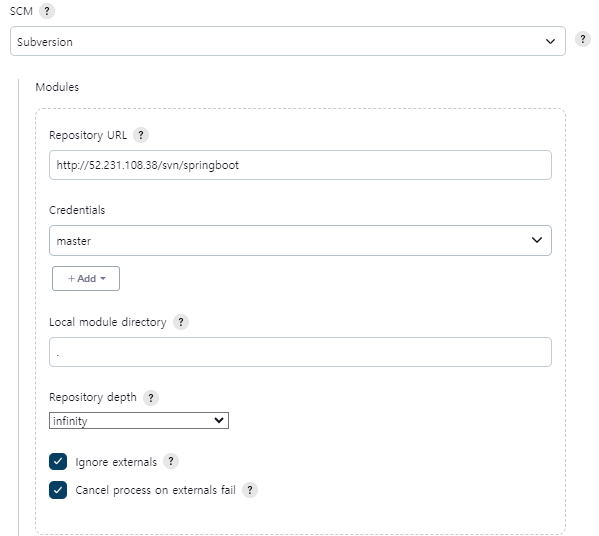 SCM ?
Subversion
?
Modules
Repository URL ?
http://52.231.108.38/svn/springboot
Credentials
master
+ Add
Local module directory ?
.
Repository depth ?
infinity
Ignore externals ?
Cancel process on externals fail ?